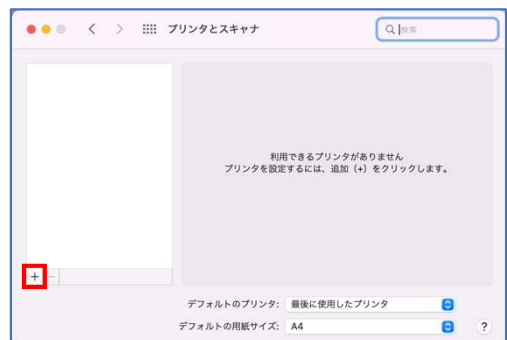 プリンタとスキャナ
検索
利用できるプリンタがありません
プリンタを設定するには、追加（+）をクリックします。
+ −
デフォルトのプリンタ: 最後に使用したプリンタ
デフォルトの用紙サイズ: A4
?